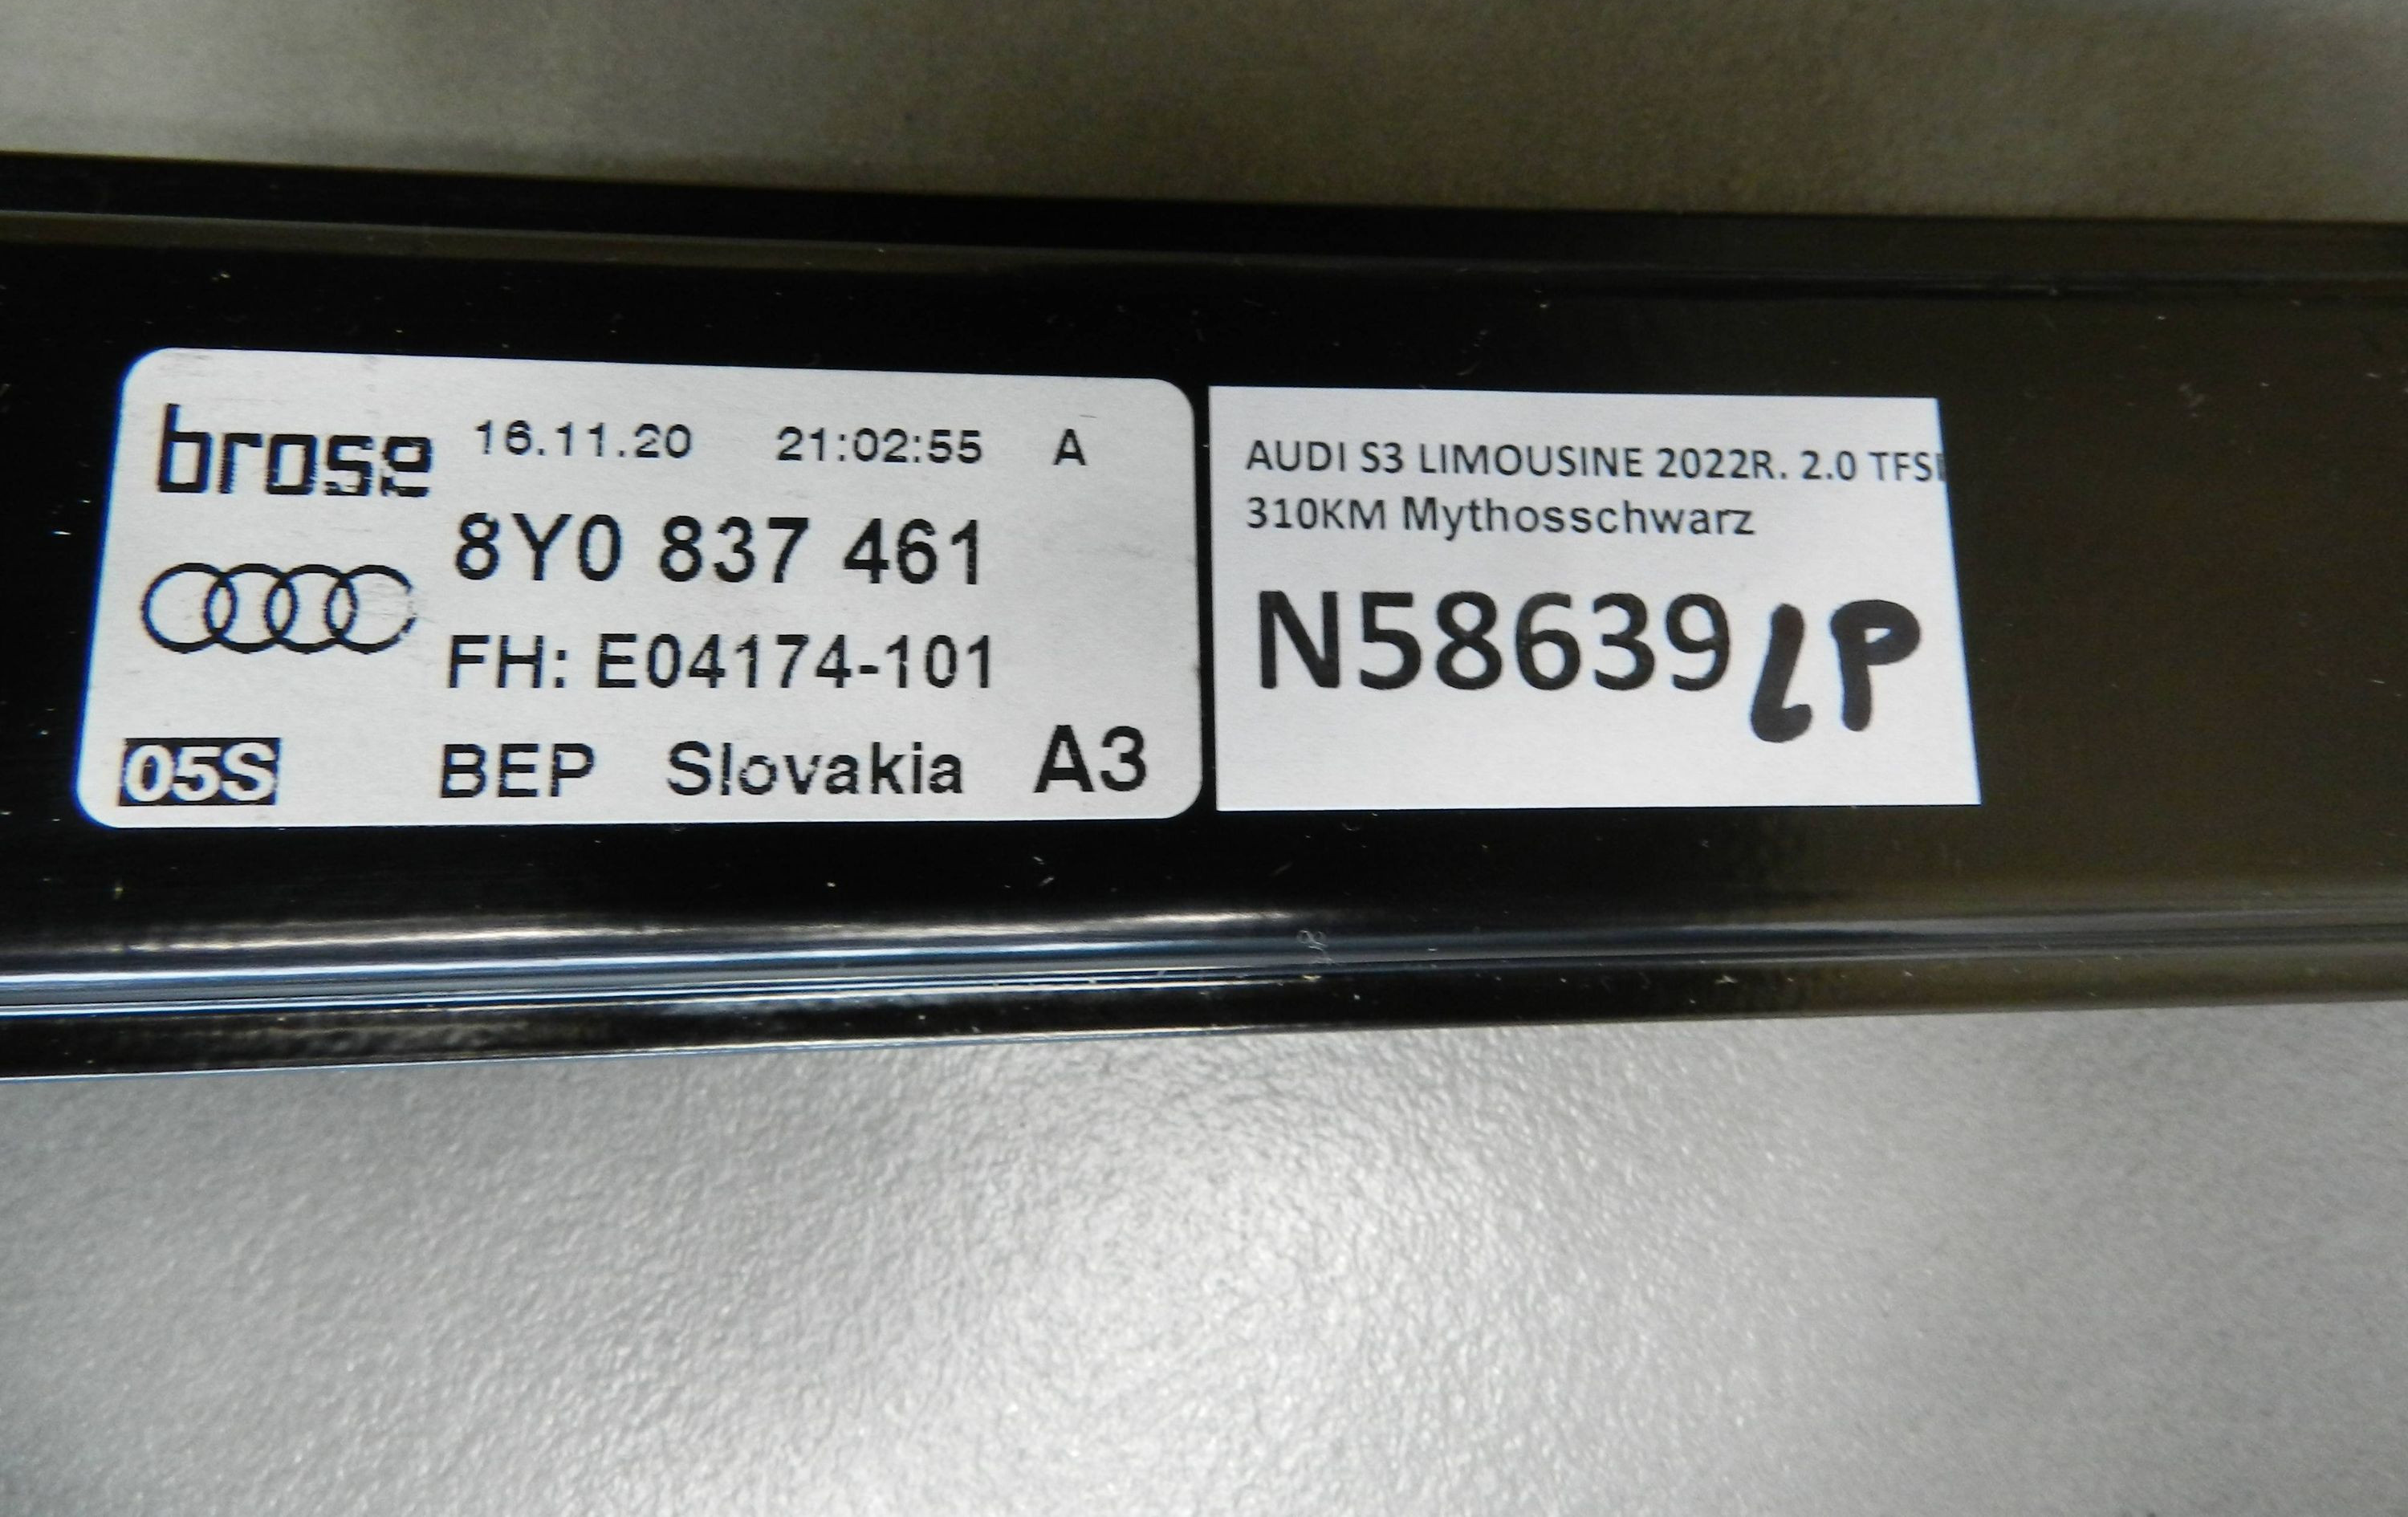 brose 16.11.20 21:02:55 A
8Y0 837 461
FH: E04174-101
05S BEP Slovakia A3
AUDI S3 LIMOUSINE 2022R. 2.0 TFSI
310KM Mythosschwarz
N58639 LP